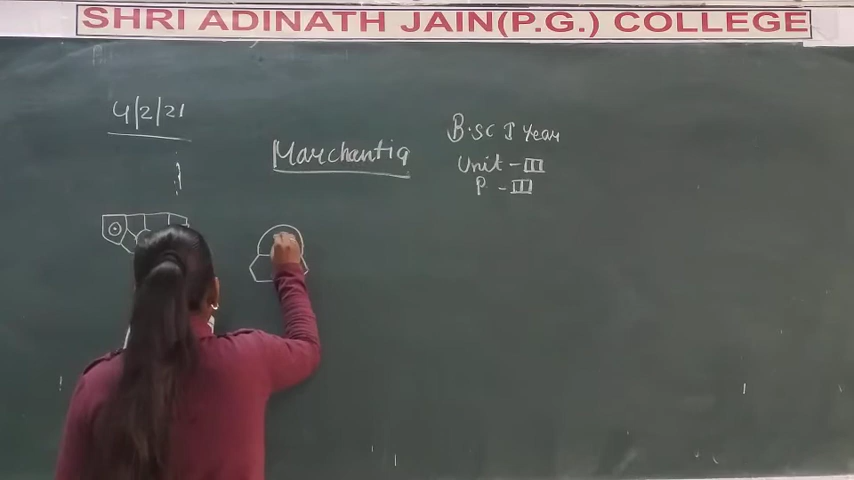 SHRI ADINATH JAIN(P.G.) COLLEGE
4/2/21
Marchantia
B.SC I Year
Unit - III
P - III